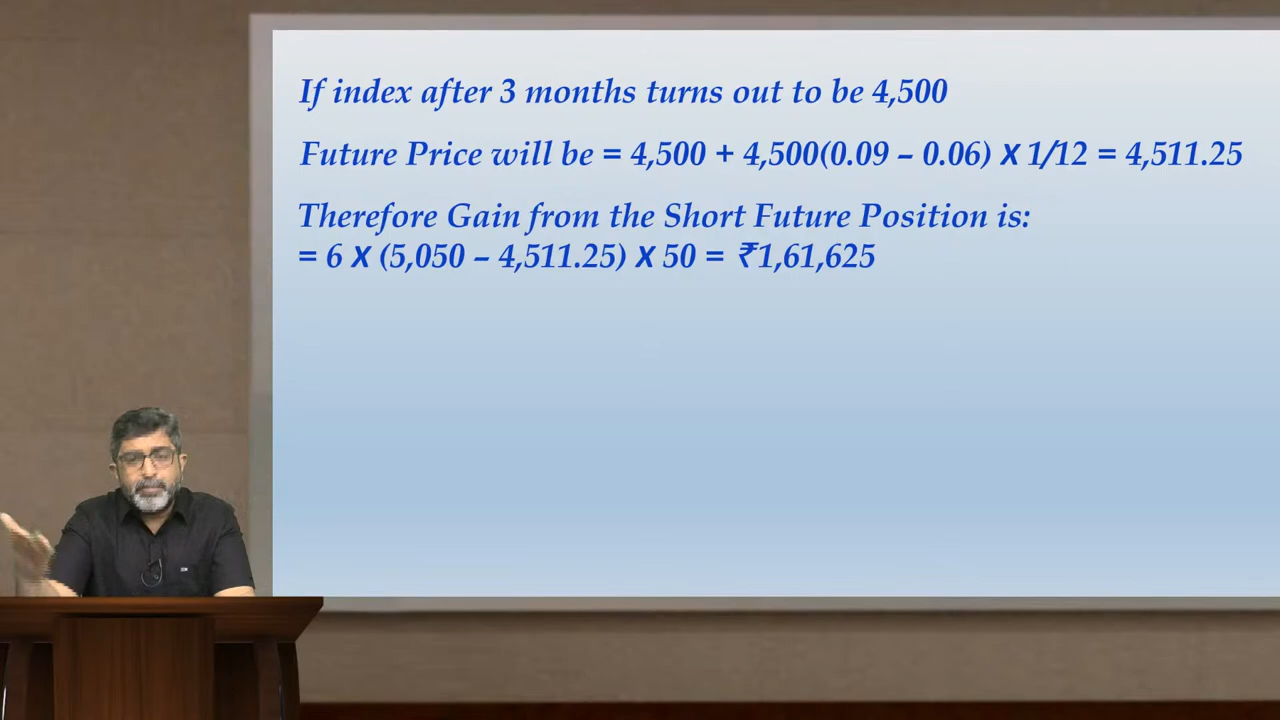 If index after 3 months turns out to be 4,500
Future Price will be = 4,500 + 4,500(0.09 – 0.06) X 1/12 = 4,511.25
Therefore Gain from the Short Future Position is:
= 6 X (5,050 – 4,511.25) X 50 = ₹1,61,625